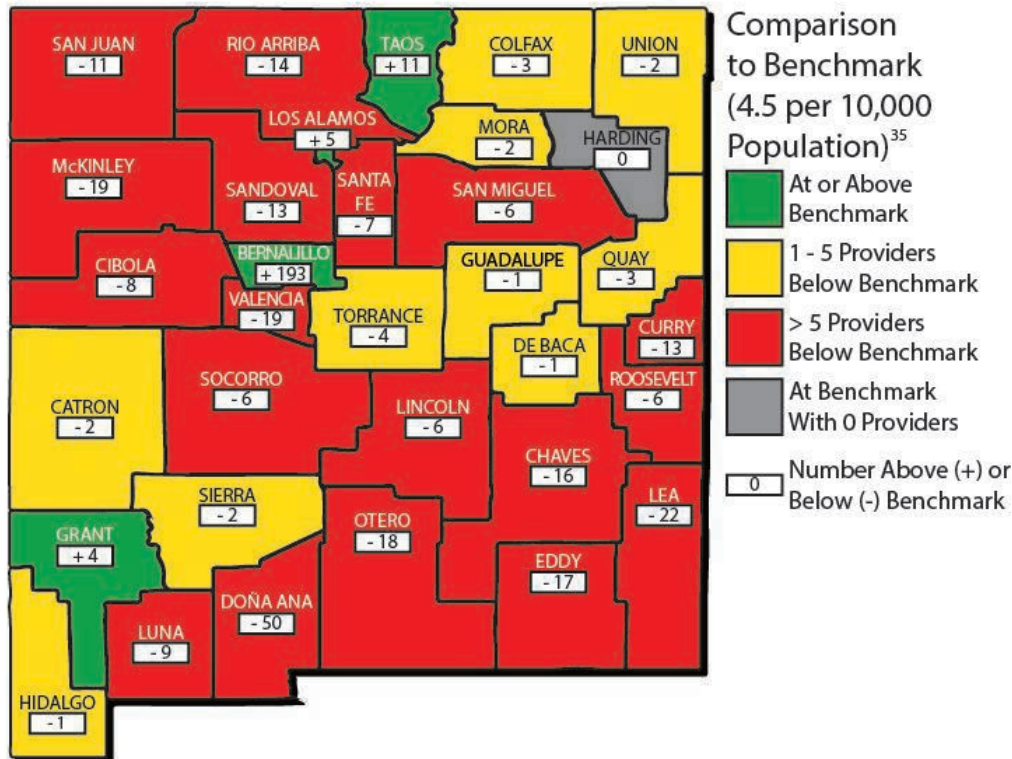 SAN JUAN
- 11
RIO ARRIBA
- 14
TAOS
+ 11
COLFAX
- 3
UNION
- 2
LOS ALAMOS
+ 5
MORA
- 2
HARDING
0
McKINLEY
- 19
SANDOVAL
- 13
SANTA
FE
- 7
SAN MIGUEL
- 6
CIBOLA
- 8
BERNALILLO
+ 193
VALENCIA
- 19
TORRANCE
- 4
GUADALUPE
- 1
QUAY
- 3
DE BACA
- 1
CURRY
- 13
ROOSEVELT
- 6
CATRON
- 2
SOCORRO
- 6
LINCOLN
- 6
CHAVES
- 16
LEA
- 22
SIERRA
- 2
OTERO
- 18
EDDY
- 17
GRANT
+ 4
LUNA
- 9
DOÑA ANA
- 50
HIDALGO
- 1
Comparison
to Benchmark
(4.5 per 10,000
Population)³⁵
At or Above
Benchmark
1 - 5 Providers
Below Benchmark
> 5 Providers
Below Benchmark
At Benchmark
With 0 Providers
0
Number Above (+) or
Below (-) Benchmark